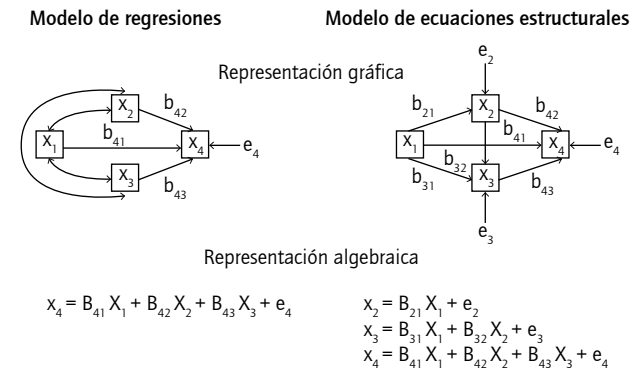 Modelo de regresiones
Modelo de ecuaciones estructurales
Representación gráfica
X₁
X₂
X₃
X₄
b₄₂
b₄₁
b₄₃
e₄
e₂
b₂₁
X₂
b₄₂
b₄₁
X₁
X₄
e₄
b₃₂
b₃₁
X₃
b₄₃
e₃
Representación algebraica
x₄ = B₄₁ X₁ + B₄₂ X₂ + B₄₃ X₃ + e₄
x₂ = B₂₁ X₁ + e₂
x₃ = B₃₁ X₁ + B₃₂ X₂ + e₃
x₄ = B₄₁ X₁ + B₄₂ X₂ + B₄₃ X₃ + e₄